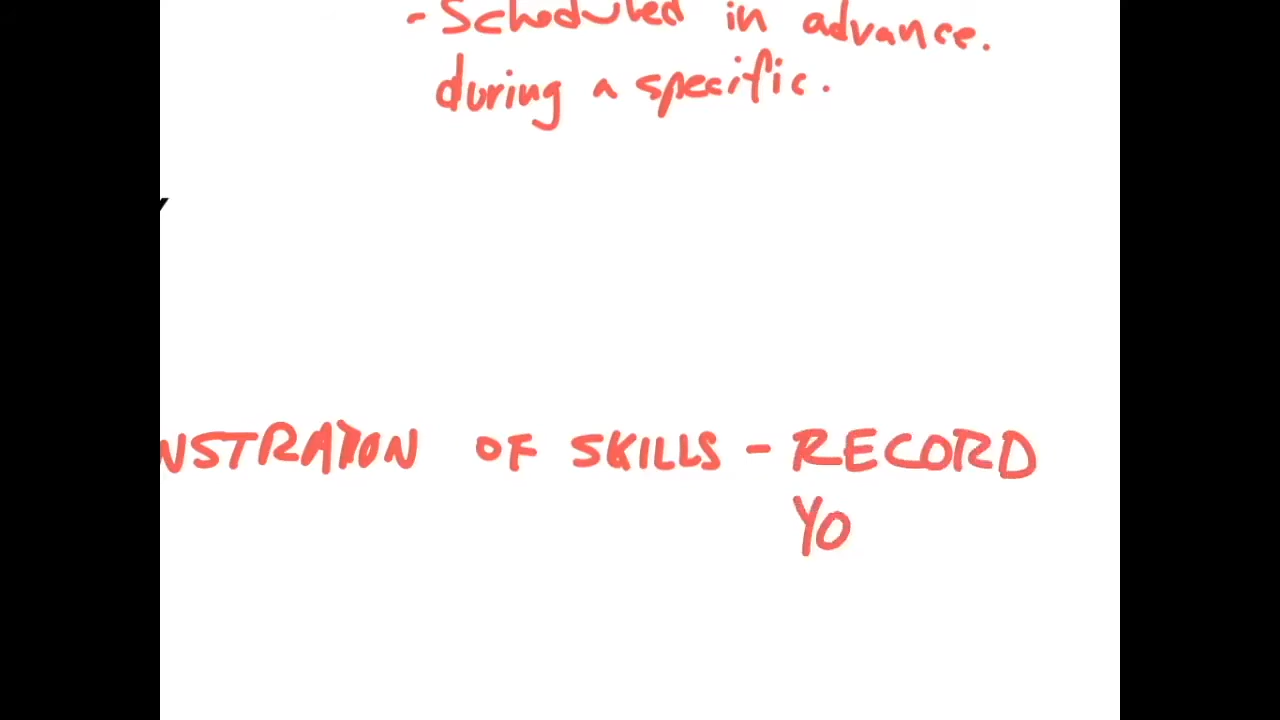 - Scheduled in advance.
during a specific.
NSTRATION OF SKILLS - RECORD
YO